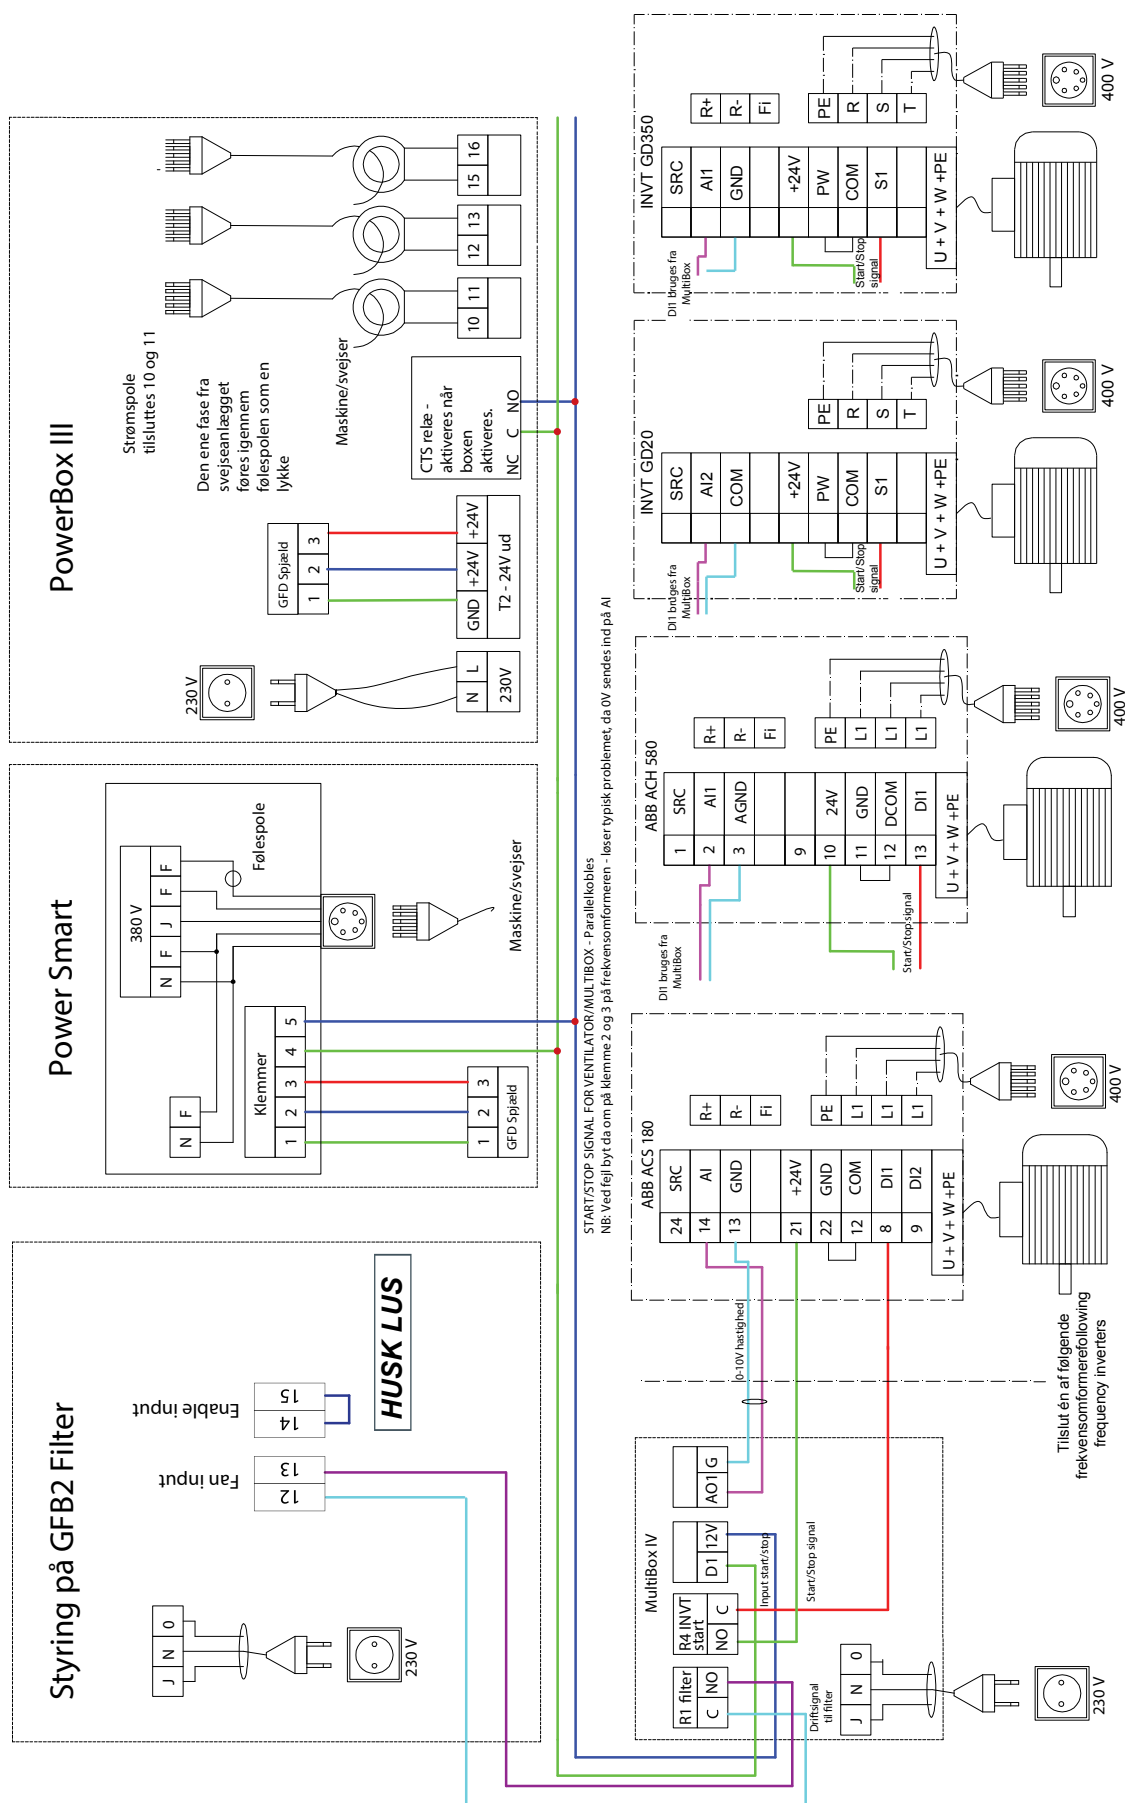 Styring på GFB2 Filter
J
N
0
230 V
Fan input
12
13
Enable input
14
15
HUSK LUS
Power Smart
380 V
N
F
J
F
F
Følespole
N
F
Klemmer
1
2
3
4
5
1
2
3
GFD Spjæld
Maskine/svejser
PowerBox III
230 V
N
L
230V
GFD Spjæld
1
2
3
GND
+24V
+24V
T2 - 24V ud
Strømspole
tilsluttes 10 og 11
Den ene fase fra
svejseanlægget
føres igennem
følespolen som en
lykke
Maskine/svejser
CTS relæ -
aktiveres når
boxen
aktiveres.
NC
C
NO
10
11
12
13
15
16
START/STOP SIGNAL FOR VENTILATOR/MULTIBOX - Parallelkobles
NB: Ved fejl byt da om på klemme 2 og 3 på frekvensomformeren - løser typisk problemet, da 0V sendes ind på AI
MultiBox IV
R1 filter
C
NO
R4 INVT
start
NO
C
D1
12V
AO1
G
Input start/stop
Start/Stop signal
Driftsignal
til filter
J
N
0
230 V
0-10V hastighed
Tilslut én af følgende
frekvensomformerefollowing
frequency inverters
ABB ACS 180
24
SRC
14
AI
13
GND
21
+24V
22
GND
12
COM
8
DI1
9
DI2
U + V + W +PE
R+
R-
Fi
PE
L1
L1
L1
400 V
ABB ACH 580
DI1 bruges fra
MultiBox
1
SRC
2
AI1
3
AGND
9
10
24V
11
GND
12
DCOM
13
DI1
U + V + W +PE
Start/Stop signal
R+
R-
Fi
PE
L1
L1
L1
400 V
INVT GD20
DI1 bruges fra
MultiBox
SRC
AI2
COM
+24V
PW
COM
S1
U + V + W +PE
Start/Stop
signal
PE
R
S
T
400 V
INVT GD350
DI1 bruges fra
MultiBox
SRC
AI1
GND
+24V
PW
COM
S1
U + V + W +PE
Start/Stop
signal
R+
R-
Fi
PE
R
S
T
400 V